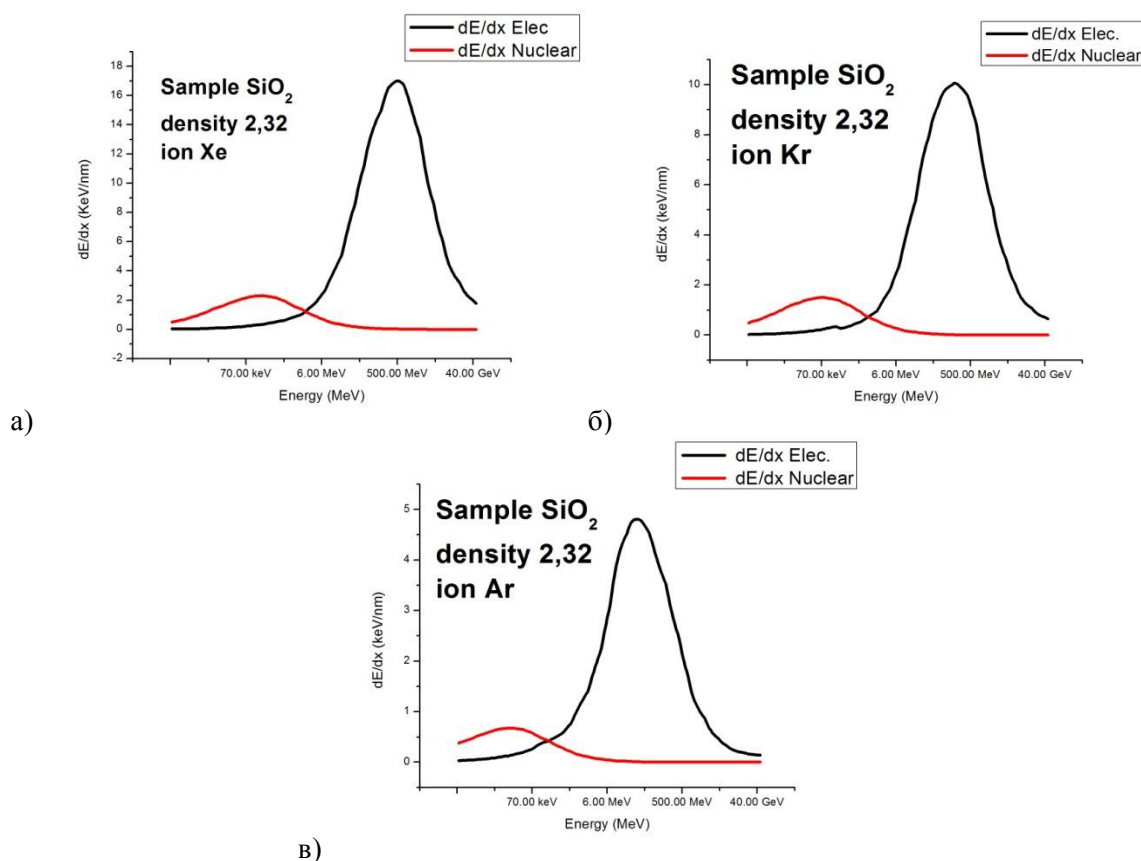 dE/dx Elec
dE/dx Nuclear
Sample SiO₂
density 2,32
ion Xe
18
16
14
12
10
8
6
4
2
0
-2
dE/dx (KeV/nm)
70.00 keV 6.00 MeV 500.00 MeV 40.00 GeV
Energy (MeV)
а)
dE/dx Elec.
dE/dx Nuclear
Sample SiO₂
density 2,32
ion Kr
10
8
6
4
2
0
dE/dx (keV/nm)
70.00 keV 6.00 MeV 500.00 MeV 40.00 GeV
Energy (MeV)
б)
dE/dx Elec.
dE/dx Nuclear
Sample SiO₂
density 2,32
ion Ar
5
4
3
2
1
0
dE/dx (keV/nm)
70.00 keV 6.00 MeV 500.00 MeV 40.00 GeV
Energy (MeV)
в)